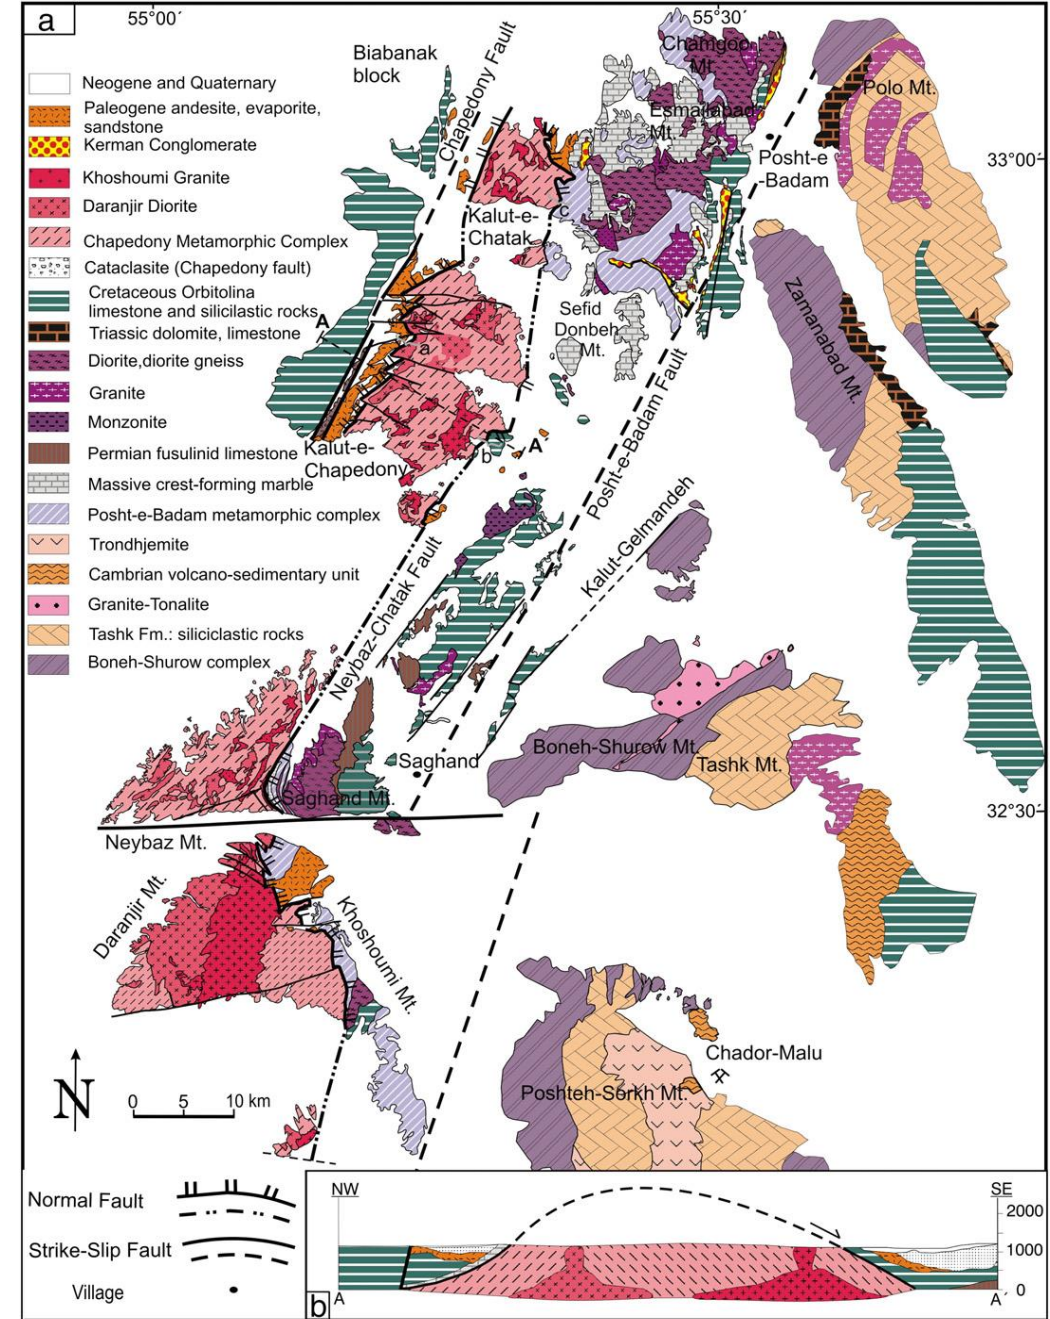 a
55°00´
55°30´
Biabanak
block
Chapedony Fault
Chamgoo
Mt.
Esmailabad
Mt.
Polo Mt.
Posht-e
-Badam
33°00´
Neogene and Quaternary
Paleogene andesite, evaporite,
sandstone
Kerman Conglomerate
Khoshoumi Granite
Daranjir Diorite
Chapedony Metamorphic Complex
Cataclasite (Chapedony fault)
Cretaceous Orbitolina
limestone and silicilastic rocks
Triassic dolomite, limestone
Diorite,diorite gneiss
Granite
Monzonite
Permian fusulinid limestone
Massive crest-forming marble
Posht-e-Badam metamorphic complex
Trondhjemite
Cambrian volcano-sedimentary unit
Granite-Tonalite
Tashk Fm.: siliciclastic rocks
Boneh-Shurow complex
Kalut-e-
Chatak
c
A
a
Sefid
Donbeh
Mt.
Zamanabad Mt.
Kalut-e-
Chapedony
b
A´
Posht-e-Badam Fault
Kalut-Gelmandeh
Neybaz-Chatak Fault
Boneh-Shurow Mt.
Tashk Mt.
Saghand
Saghand Mt.
32°30´
Neybaz Mt.
Daranjir Mt.
Khoshoumi Mt.
Chador-Malu
Poshteh-Sorkh Mt.
N
0 5 10 km
Normal Fault
Strike-Slip Fault
Village
b
NW
SE
2000
1000
0
A
A´